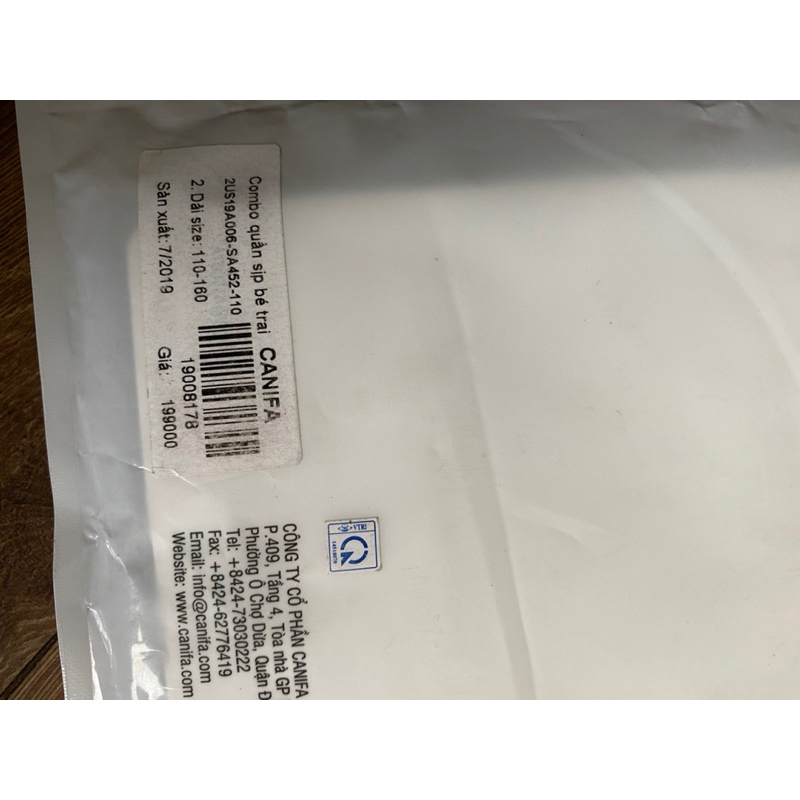 Combo quần sịp bé trai
CANIFA
2US19A006-SA452-110
2. Dải size: 110-160
19008178
Sản xuất: 7/2019
Giá: 199000
VTRI
CÔNG TY CỔ PHẦN CANIFA
P.409, Tầng 4, Tòa nhà GP
Phường Ô Chợ Dừa, Quận Đ
Tel: +8424-73030222
Fax: +8424-62776419
Email: info@canifa.com
Website: www.canifa.com